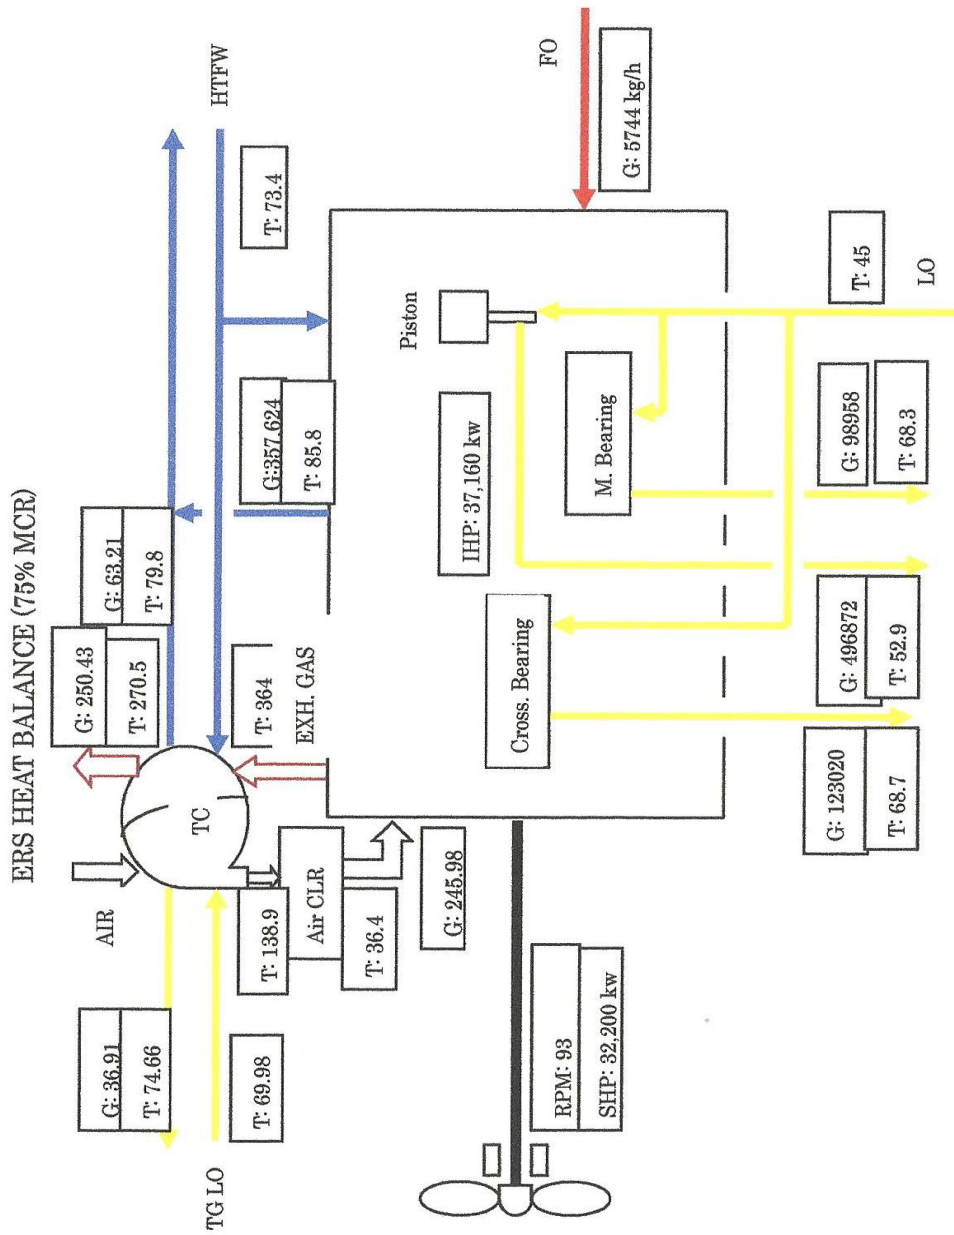 ERS HEAT BALANCE (75% MCR)
HTFW
T: 73.4
G: 63.21
T: 79.8
G: 250.43
T: 270.5
G:357.624
T: 85.8
T: 364
EXH. GAS
TC
AIR
G: 36.91
T: 74.66
TG LO
T: 69.98
T: 138.9
Air CLR
T: 36.4
G: 245.98
FO
G: 5744 kg/h
Piston
IHP: 37,160 kw
M. Bearing
Cross. Bearing
RPM: 93
SHP: 32,200 kw
T: 45
LO
G: 98958
T: 68.3
G: 496872
T: 52.9
G: 123020
T: 68.7